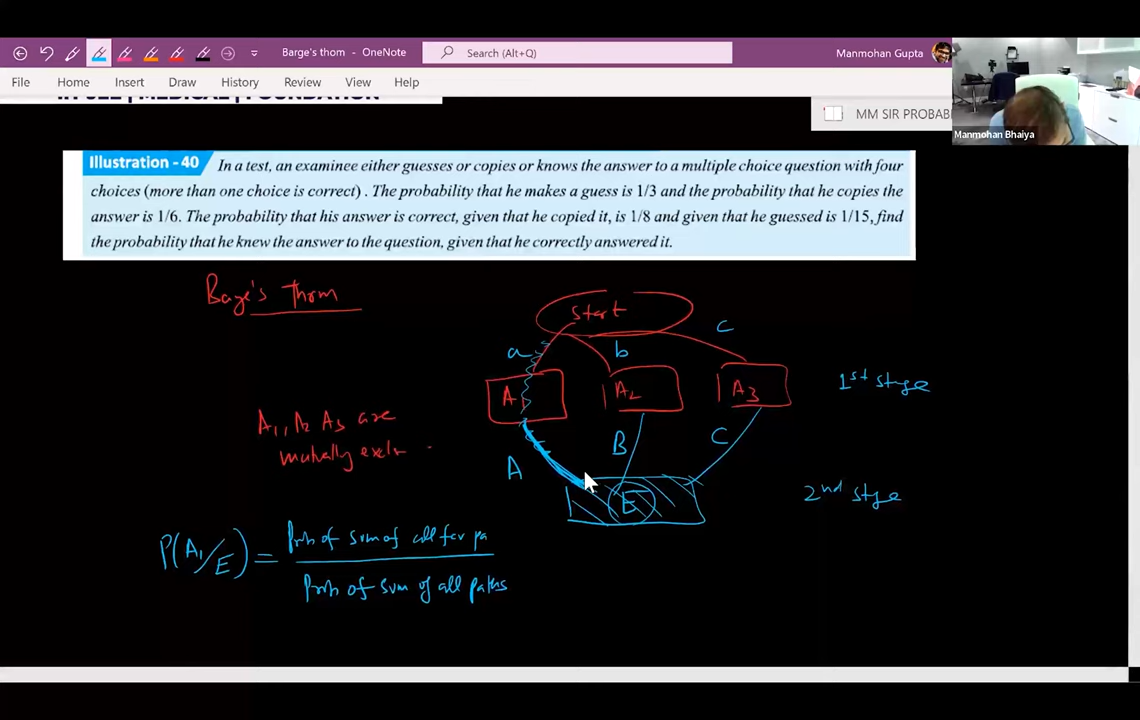 Barge's thom - OneNote
Search (Alt+Q)
Manmohan Gupta
File Home Insert Draw History Review View Help
MM SIR PROBAB
Manmohan Bhaiya
IIT JEE | MEDICAL | FOUNDATION
Illustration - 40 In a test, an examinee either guesses or copies or knows the answer to a multiple choice question with four
choices (more than one choice is correct) . The probability that he makes a guess is 1/3 and the probability that he copies the
answer is 1/6. The probability that his answer is correct, given that he copied it, is 1/8 and given that he guessed is 1/15, find
the probability that he knew the answer to the question, given that he correctly answered it.
Baye's Thom
Start
a b c
A1 A2 A3
1st stage
A1, A2 A3 are
mutually exclu
A B C
E
2nd stage
P(A1/E) = Prob of sum of all fav pa
Prob of sum of all paths